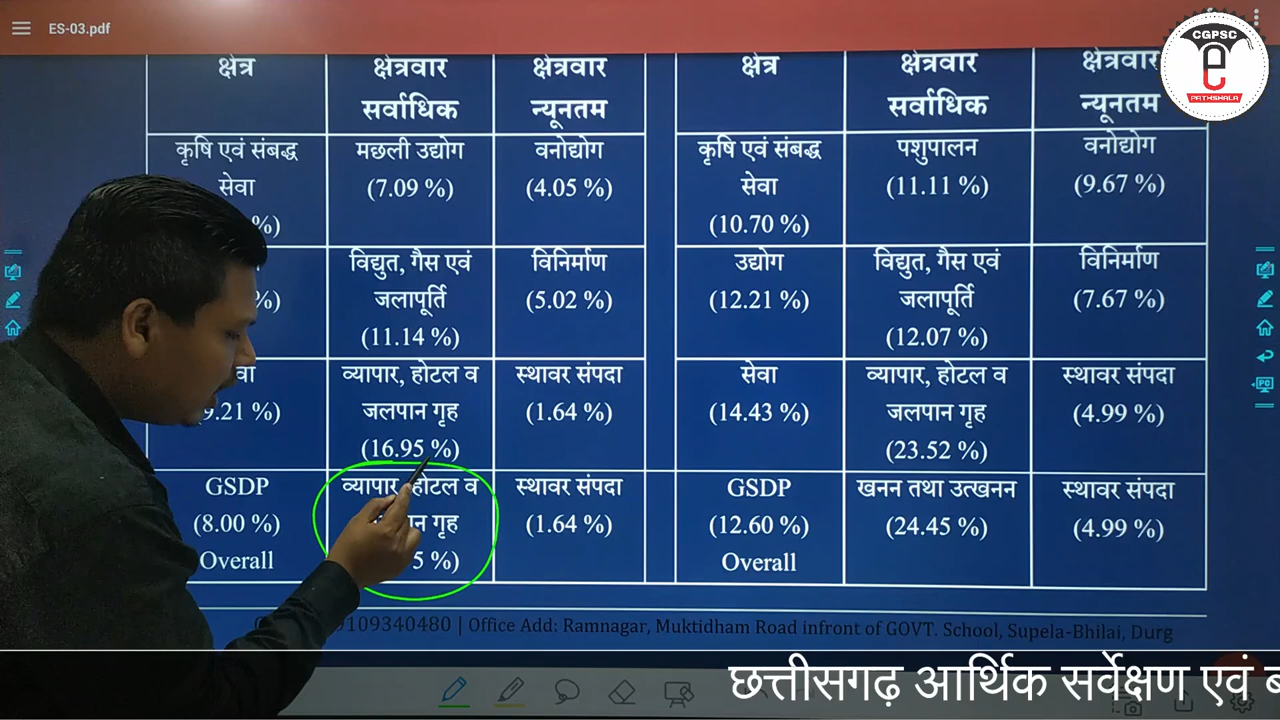 ES-03.pdf
CGPSC
e
PATHSHALA
क्षेत्र
क्षेत्रवार
सर्वाधिक
क्षेत्रवार
न्यूनतम
क्षेत्र
क्षेत्रवार
सर्वाधिक
क्षेत्रवार
न्यूनतम
कृषि एवं संबद्ध
सेवा
%)
मछली उद्योग
(7.09 %)
वनोद्योग
(4.05 %)
कृषि एवं संबद्ध
सेवा
(10.70 %)
पशुपालन
(11.11 %)
वनोद्योग
(9.67 %)
%)
विद्युत, गैस एवं
जलापूर्ति
(11.14 %)
विनिर्माण
(5.02 %)
उद्योग
(12.21 %)
विद्युत, गैस एवं
जलापूर्ति
(12.07 %)
विनिर्माण
(7.67 %)
9.21 %)
व्यापार, होटल व
जलपान गृह
(16.95 %)
स्थावर संपदा
(1.64 %)
सेवा
(14.43 %)
व्यापार, होटल व
जलपान गृह
(23.52 %)
स्थावर संपदा
(4.99 %)
GSDP
(8.00 %)
Overall
व्यापार, होटल व
गृह
5 %)
स्थावर संपदा
(1.64 %)
GSDP
(12.60 %)
Overall
खनन तथा उत्खनन
(24.45 %)
स्थावर संपदा
(4.99 %)
9109340480 | Office Add: Ramnagar, Muktidham Road infront of GOVT. School, Supela-Bhilai, Durg
छत्तीसगढ़ आर्थिक सर्वेक्षण एवं